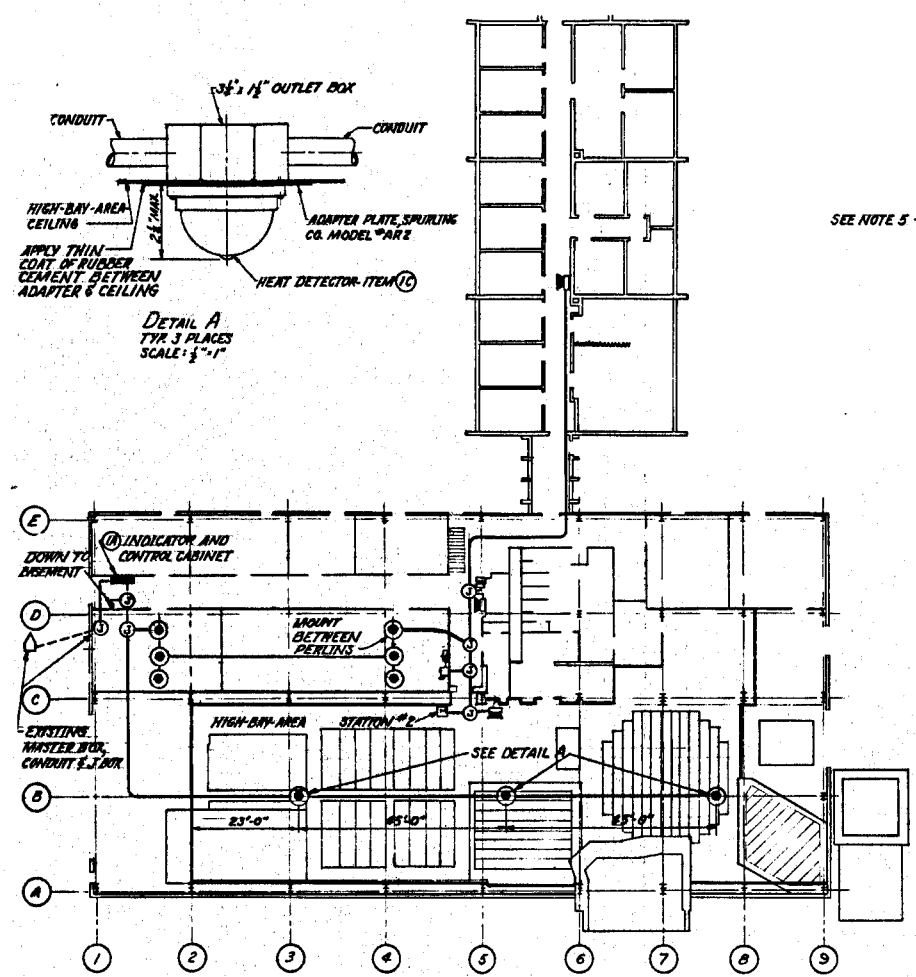 3½" x 1½" OUTLET BOX
CONDUIT
CONDUIT
HIGH-BAY-AREA
CEILING
2⅛" MAX.
ADAPTER PLATE, SPURLING
CO. MODEL #AR2
APPLY THIN
COAT OF RUBBER
CEMENT BETWEEN
ADAPTER & CEILING
HEAT DETECTOR-ITEM 1C
DETAIL A
TYP. 3 PLACES
SCALE: ½"=1"
SEE NOTE 5
E
1A INDICATOR AND
CONTROL CABINET
DOWN TO
BASEMENT
J
J
D
J
J
MOUNT
BETWEEN
PERLINS
J
J
C
HIGH-BAY-AREA
STATION #2
J
EXISTING
MASTER BOX,
CONDUIT & J.BOX
SEE DETAIL A
B
23'-0"
45'-0"
45'-0"
A
1
2
3
4
5
6
7
8
9